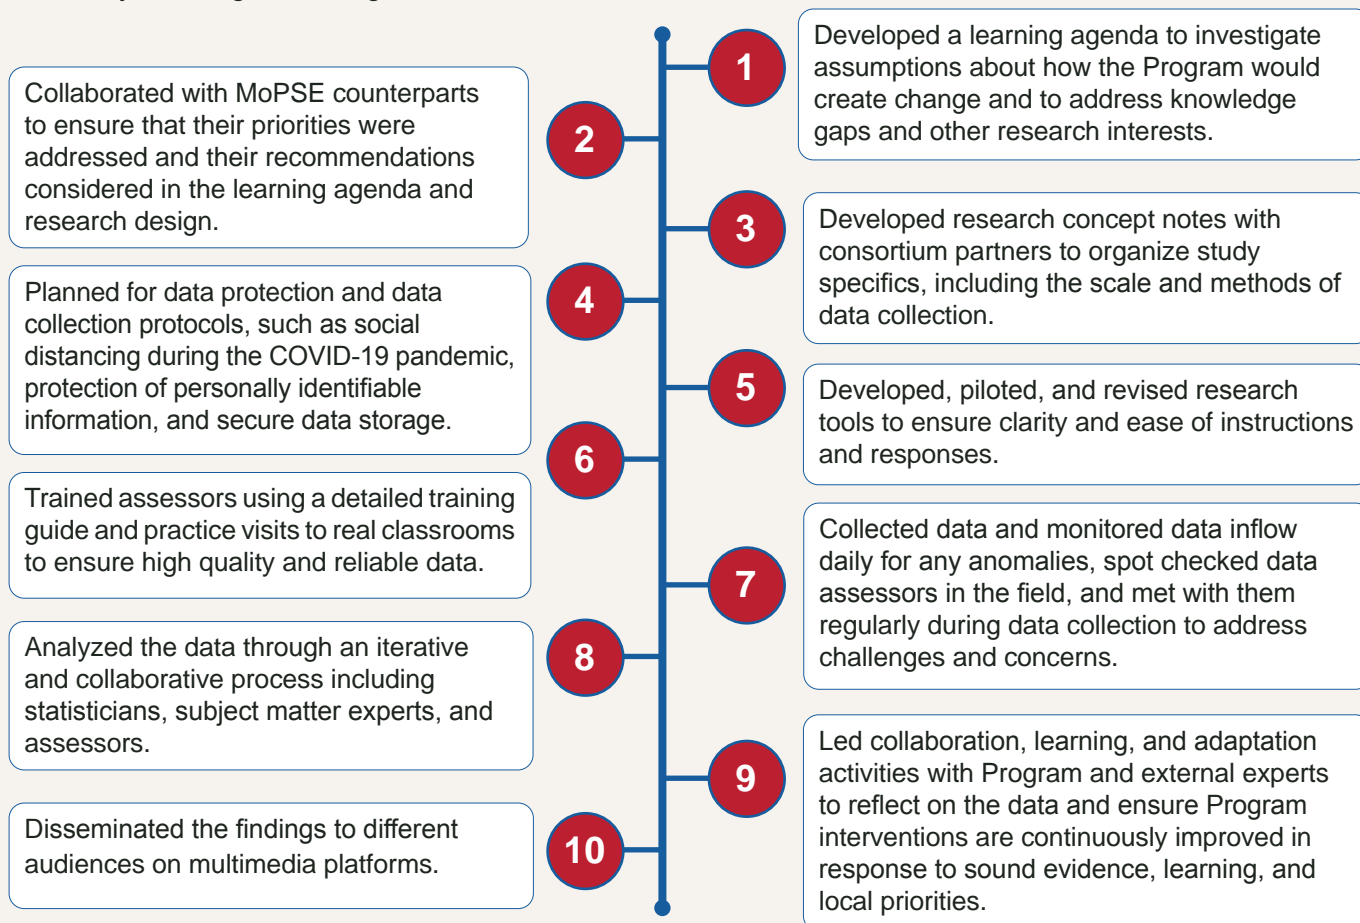 1
Developed a learning agenda to investigate
assumptions about how the Program would
create change and to address knowledge
gaps and other research interests.
2
Collaborated with MoPSE counterparts
to ensure that their priorities were
addressed and their recommendations
considered in the learning agenda and
research design.
3
Developed research concept notes with
consortium partners to organize study
specifics, including the scale and methods of
data collection.
4
Planned for data protection and data
collection protocols, such as social
distancing during the COVID-19 pandemic,
protection of personally identifiable
information, and secure data storage.
5
Developed, piloted, and revised research
tools to ensure clarity and ease of instructions
and responses.
6
Trained assessors using a detailed training
guide and practice visits to real classrooms
to ensure high quality and reliable data.
7
Collected data and monitored data inflow
daily for any anomalies, spot checked data
assessors in the field, and met with them
regularly during data collection to address
challenges and concerns.
8
Analyzed the data through an iterative
and collaborative process including
statisticians, subject matter experts, and
assessors.
9
Led collaboration, learning, and adaptation
activities with Program and external experts
to reflect on the data and ensure Program
interventions are continuously improved in
response to sound evidence, learning, and
local priorities.
10
Disseminated the findings to different
audiences on multimedia platforms.